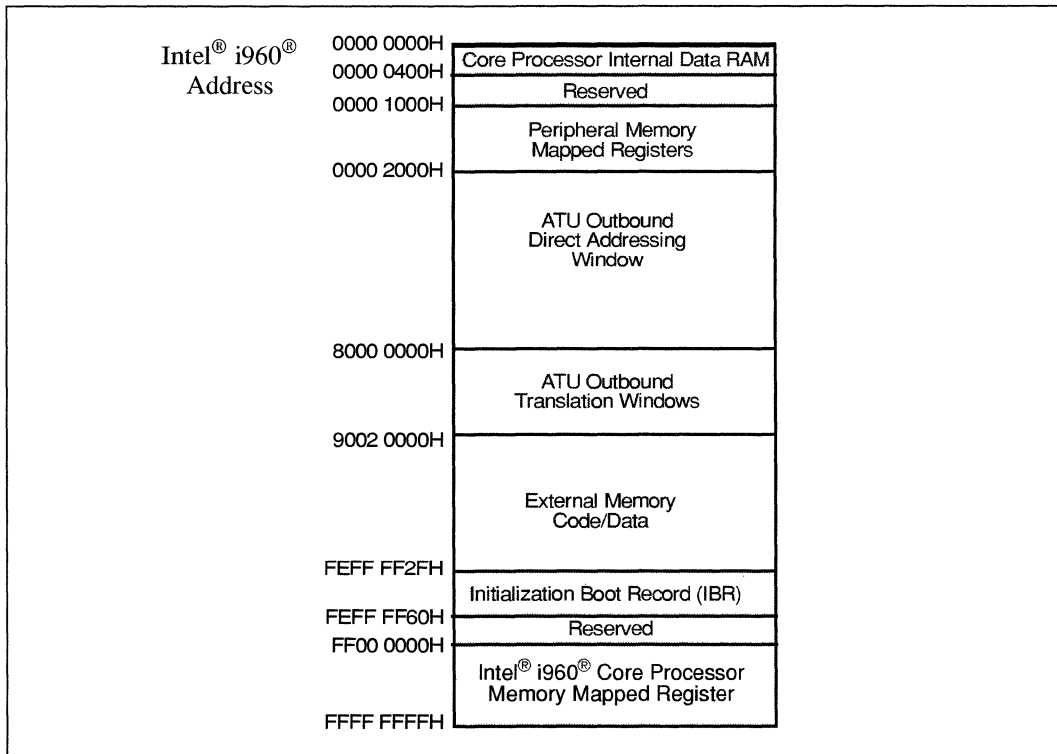 Intel® i960®
Address
0000 0000H
Core Processor Internal Data RAM
0000 0400H
Reserved
0000 1000H
Peripheral Memory
Mapped Registers
0000 2000H
ATU Outbound
Direct Addressing
Window
8000 0000H
ATU Outbound
Translation Windows
9002 0000H
External Memory
Code/Data
FEFF FF2FH
Initialization Boot Record (IBR)
FEFF FF60H
Reserved
FF00 0000H
Intel® i960® Core Processor
Memory Mapped Register
FFFF FFFFH